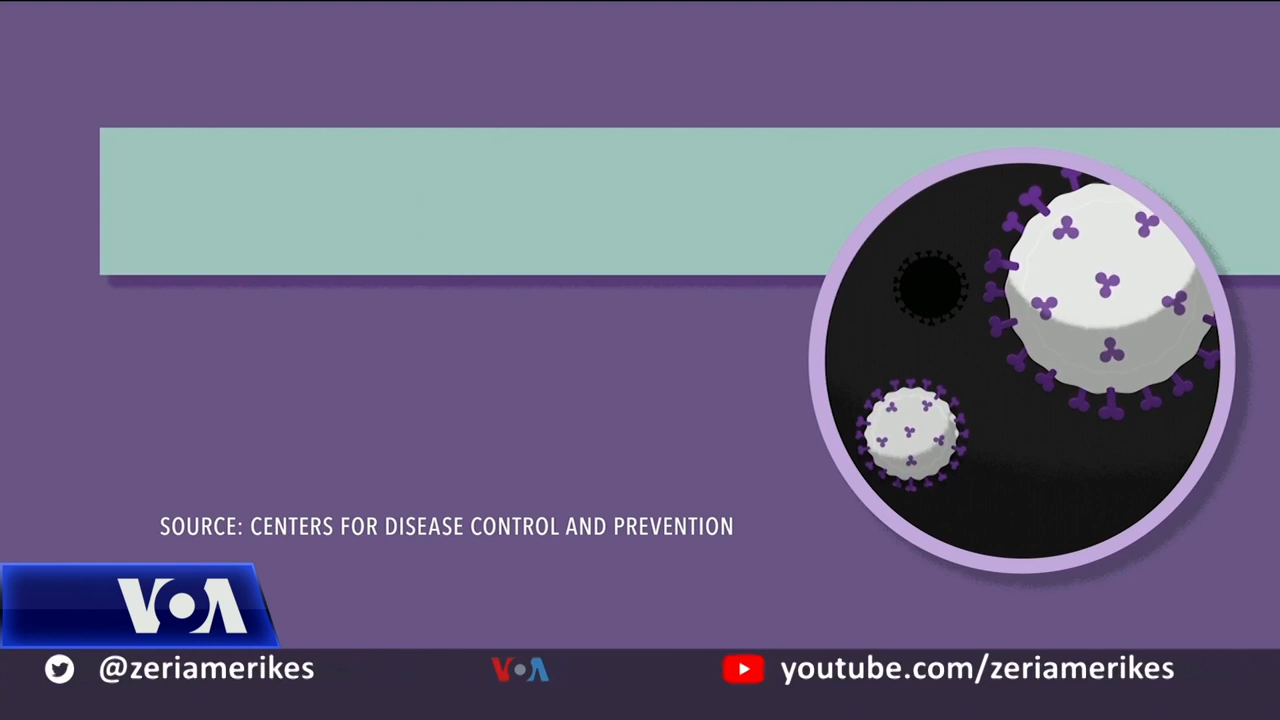 SOURCE: CENTERS FOR DISEASE CONTROL AND PREVENTION
VOA
@zeriamerikes
VOA
youtube.com/zeriamerikes